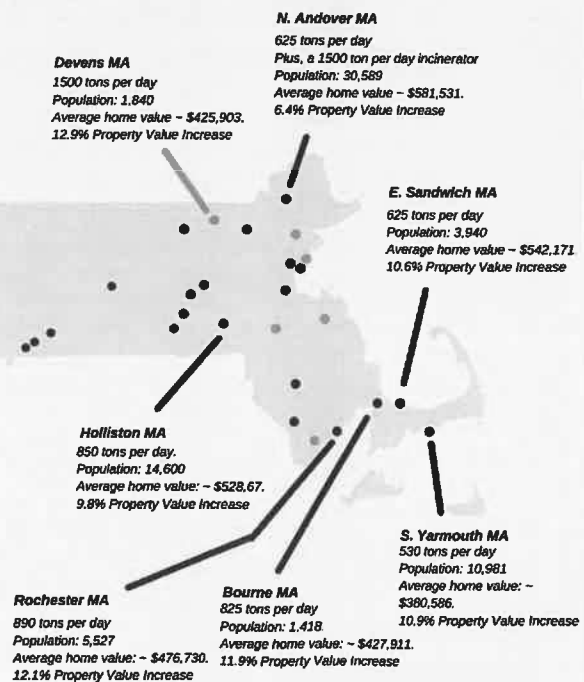 N. Andover MA
625 tons per day
Plus, a 1500 ton per day incinerator
Population: 30,589
Average home value ~ $581,531.
6.4% Property Value Increase
Devens MA
1500 tons per day
Population: 1,840
Average home value ~ $425,903.
12.9% Property Value Increase
E. Sandwich MA
625 tons per day
Population: 3,940
Average home value ~ $542,171
10.6% Property Value Increase
Holliston MA
850 tons per day.
Population: 14,600
Average home value: ~ $528,67.
9.8% Property Value Increase
S. Yarmouth MA
530 tons per day
Population: 10,981
Average home value: ~
$380,586.
10.9% Property Value Increase
Rochester MA
890 tons per day
Population: 5,527
Average home value: ~ $476,730.
12.1% Property Value Increase
Bourne MA
825 tons per day
Population: 1,418.
Average home value: ~ $427,911.
11.9% Property Value Increase